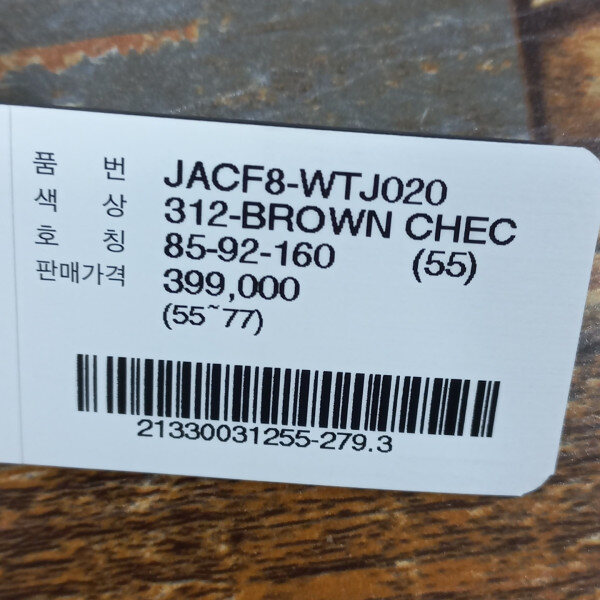 품 번 JACF8-WTJ020
색 상 312-BROWN CHEC
호 칭 85-92-160 (55)
판매가격 399,000
(55~77)
21330031255-279.3